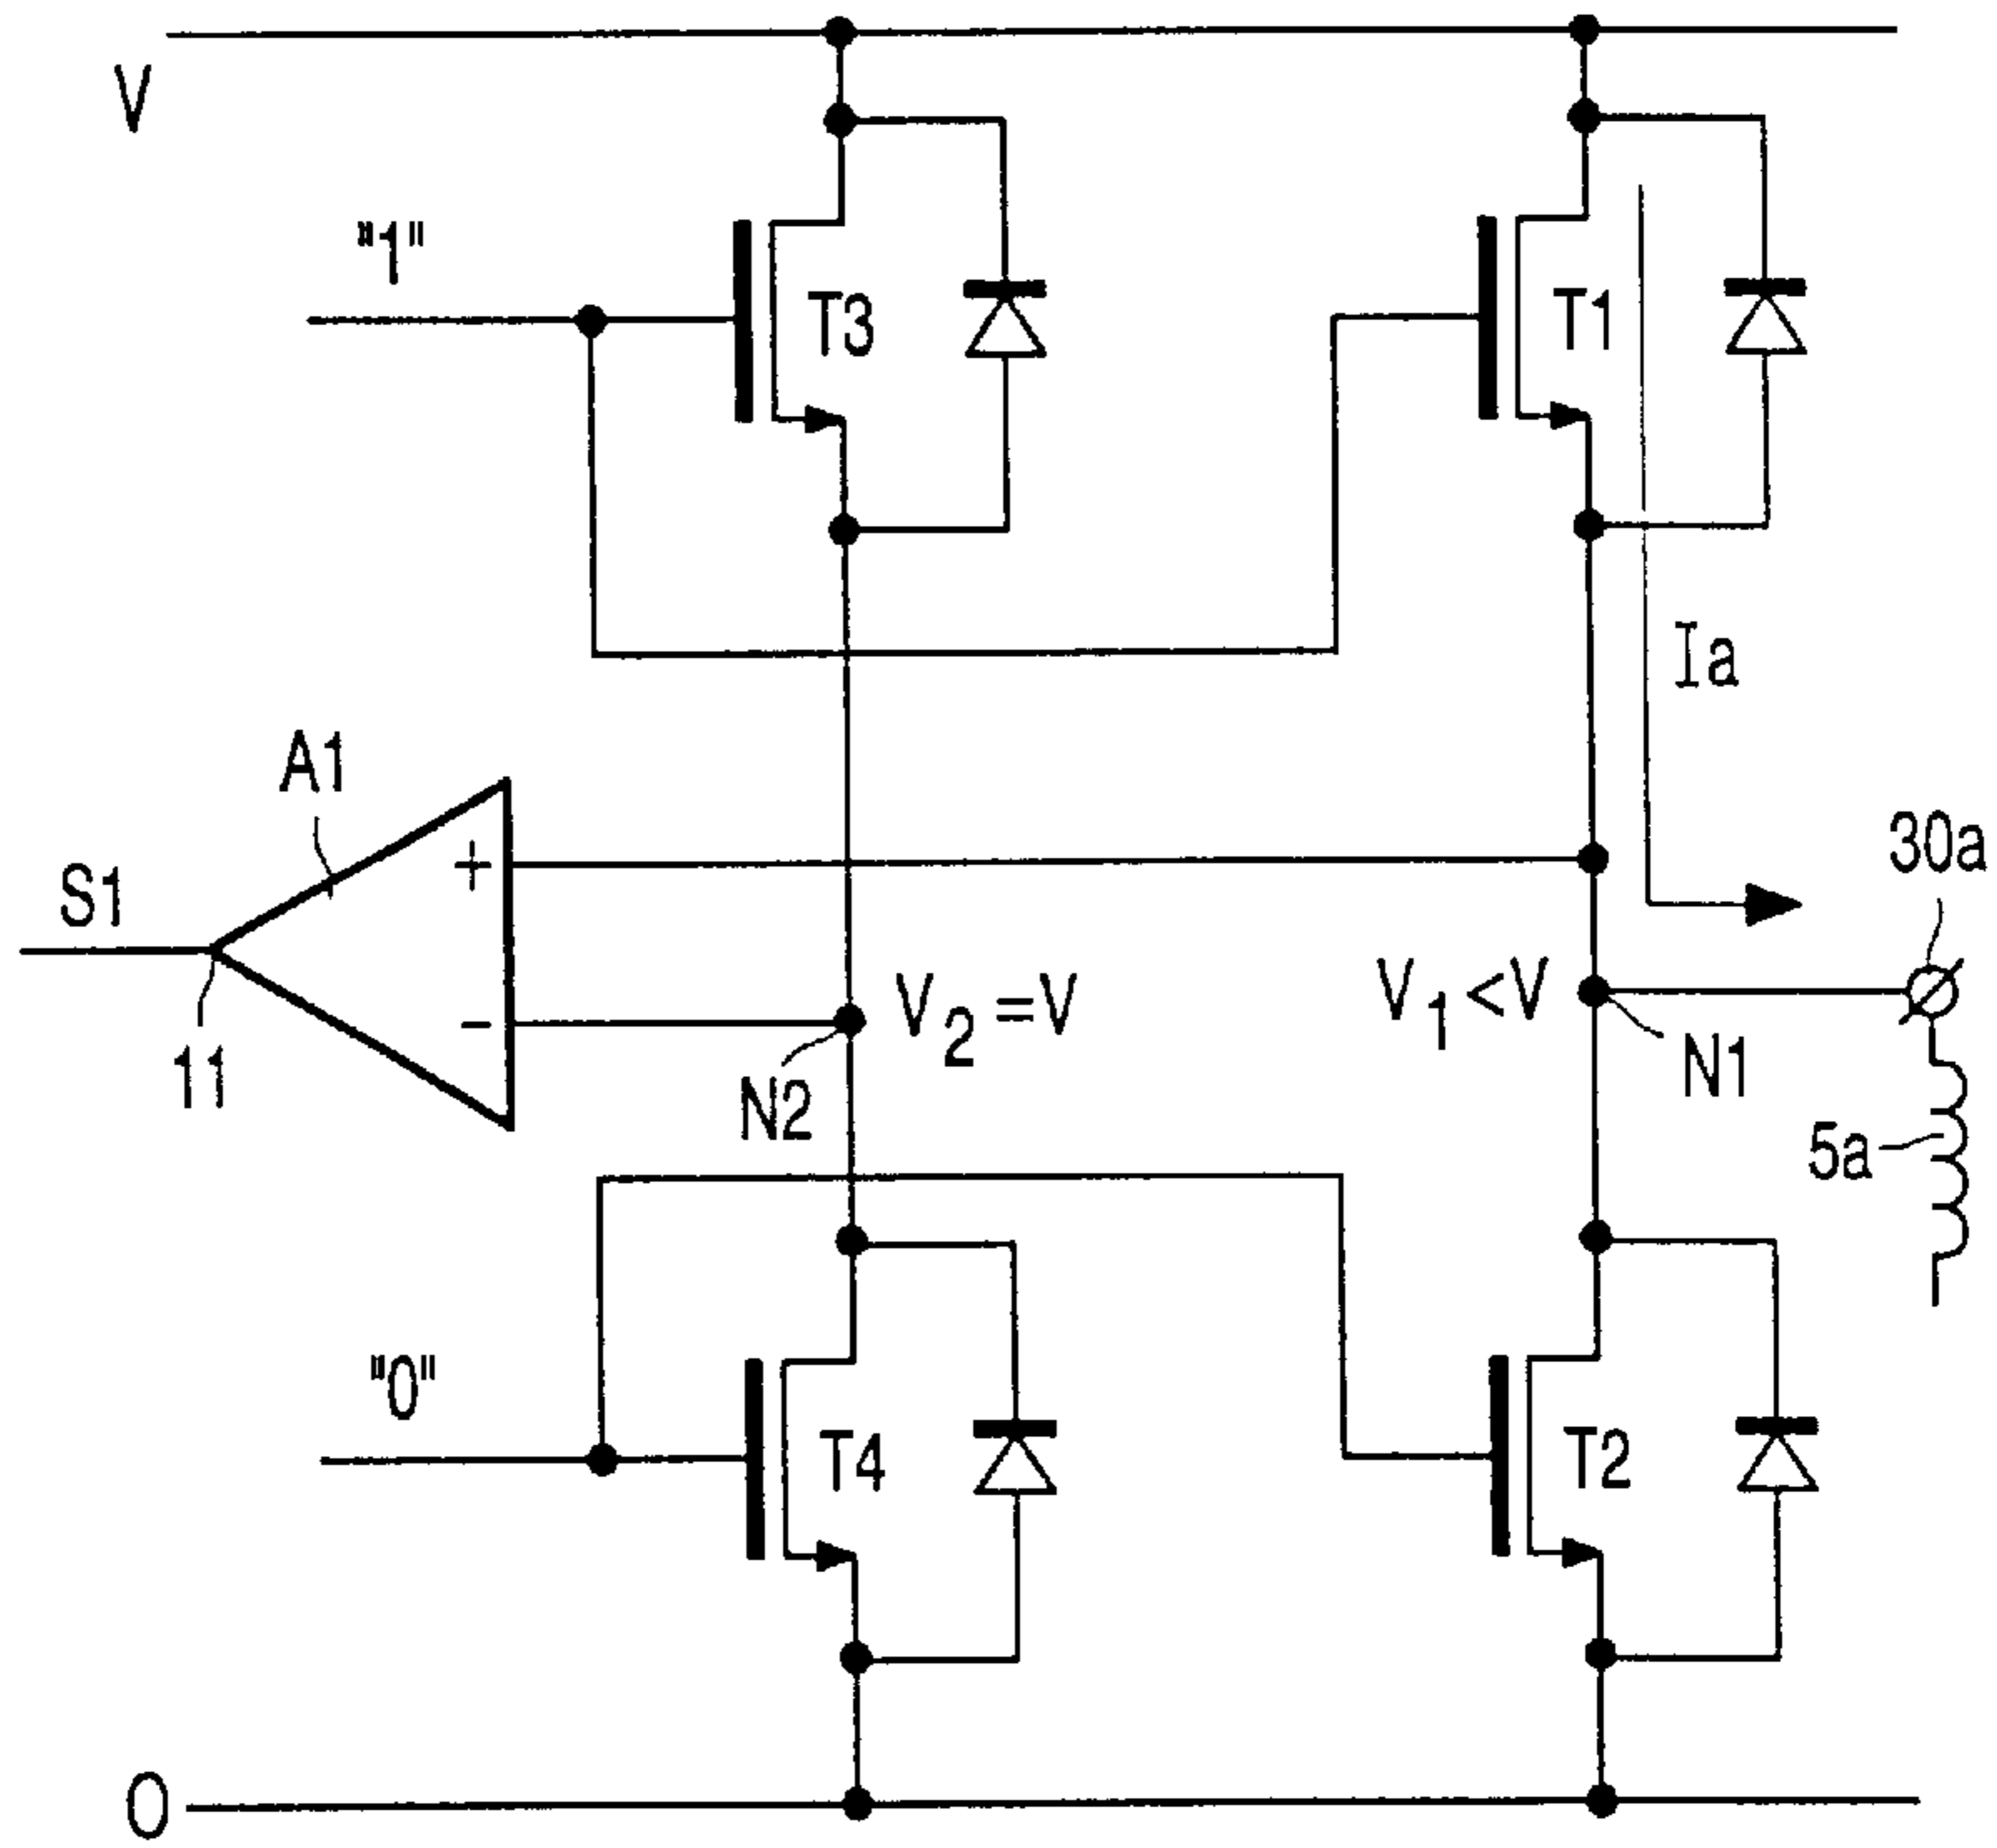 V
"1"
T3
T1
Ia
A1
+
S1
30a
V2=V
V1<V
-
11
N2
N1
5a
"0"
T4
T2
0